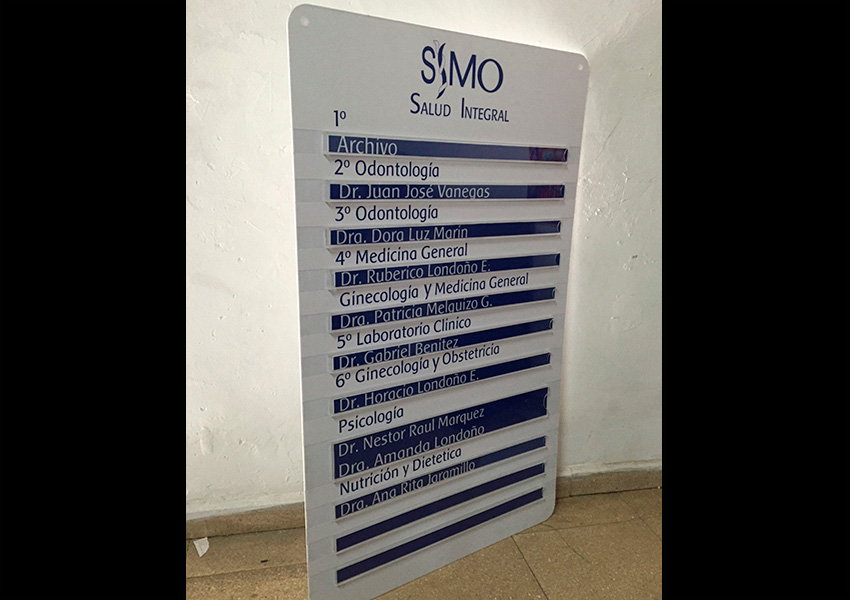 SIMO
Salud Integral
1º
Archivo
2º Odontología
Dr. Juan José Vanegas
3º Odontología
Dra. Dora Luz Marín
4º Medicina General
Dr. Ruberico Londoño E.
Ginecología y Medicina General
Dra. Patricia Melguizo G.
5º Laboratorio Clínico
Dr. Gabriel Benitez
6º Ginecología y Obstetricia
Dr. Horacio Londoño E.
Psicología
Dr. Nestor Raul Marquez
Dra. Amanda Londoño
Nutrición y Dietetica
Dra. Ana Rita Jaramillo